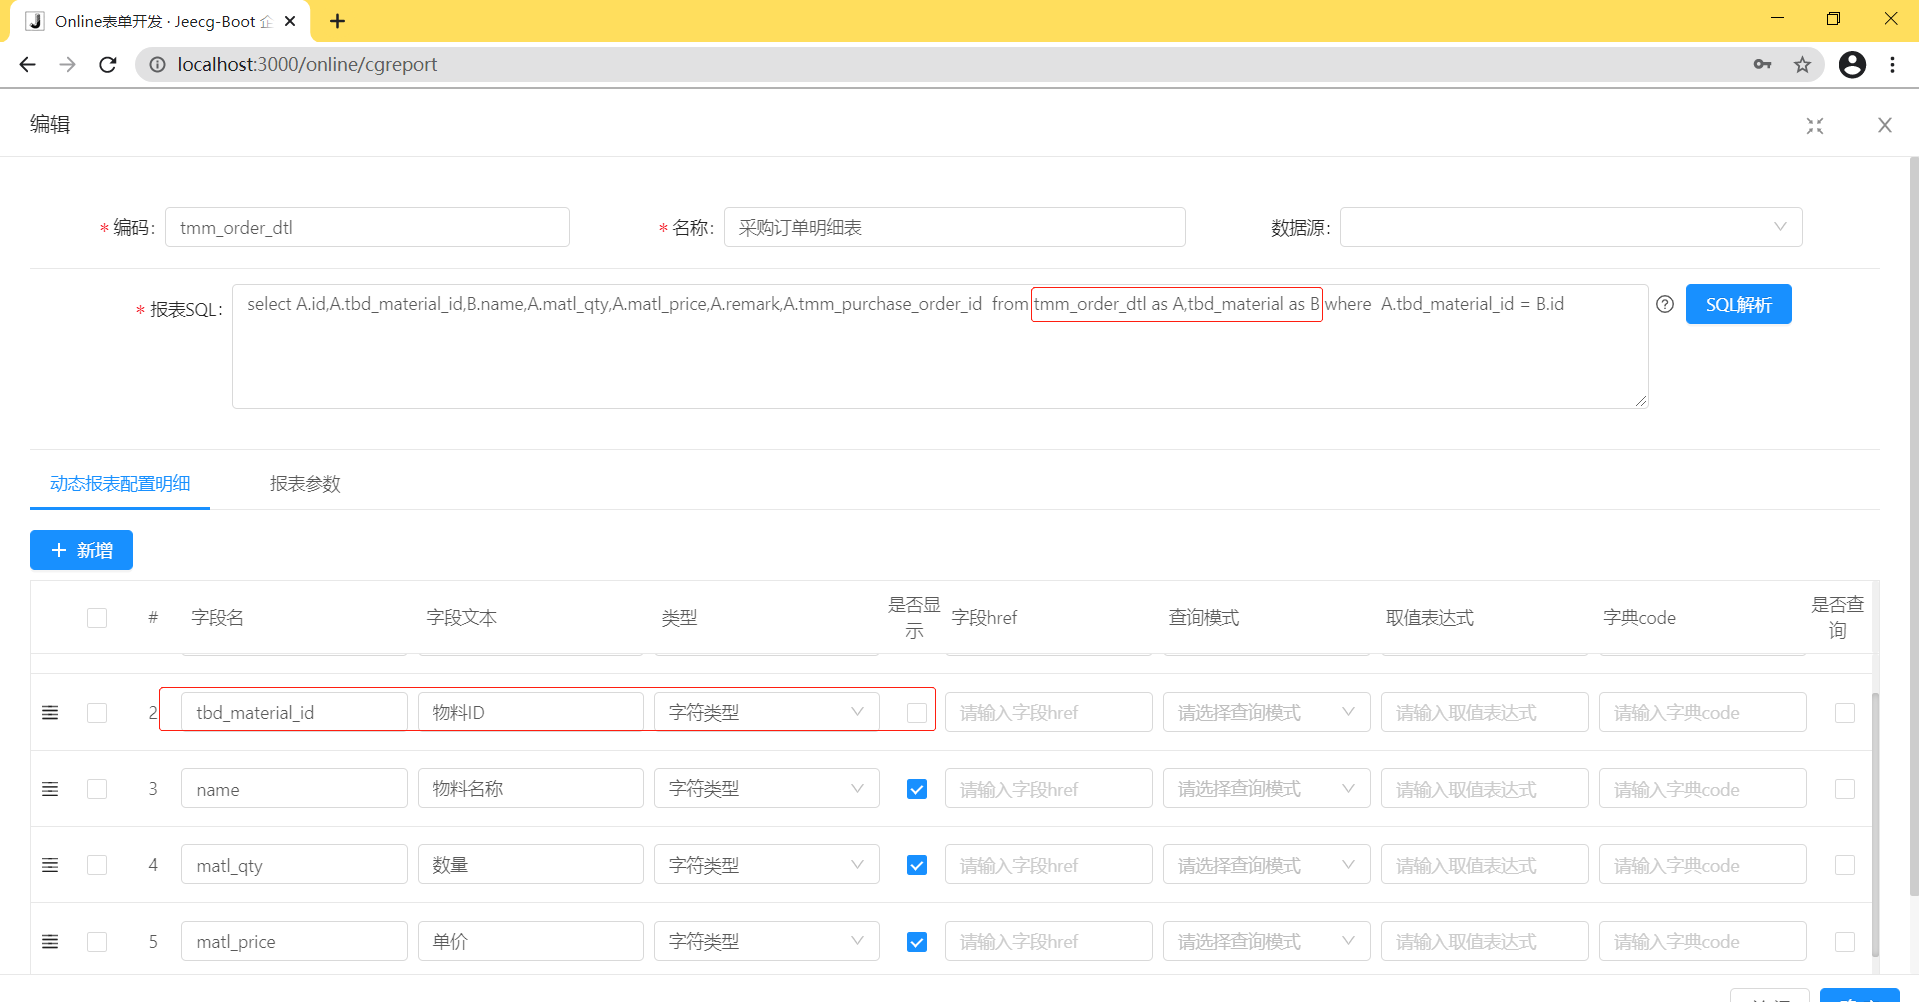 Online表单开发 · Jeecg-Boot 企
localhost:3000/online/cgreport
编辑
* 编码: tmm_order_dtl * 名称: 采购订单明细表 数据源:
* 报表SQL: select A.id,A.tbd_material_id,B.name,A.matl_qty,A.matl_price,A.remark,A.tmm_purchase_order_id from tmm_order_dtl as A,tbd_material as B where A.tbd_material_id = B.id SQL解析
动态报表配置明细 报表参数
+ 新增
# 字段名 字段文本 类型 是否显示 字段href 查询模式 取值表达式 字典code 是否查询
2 tbd_material_id 物料ID 字符类型 请输入字段href 请选择查询模式 请输入取值表达式 请输入字典code
3 name 物料名称 字符类型 请输入字段href 请选择查询模式 请输入取值表达式 请输入字典code
4 matl_qty 数量 字符类型 请输入字段href 请选择查询模式 请输入取值表达式 请输入字典code
5 matl_price 单价 字符类型 请输入字段href 请选择查询模式 请输入取值表达式 请输入字典code